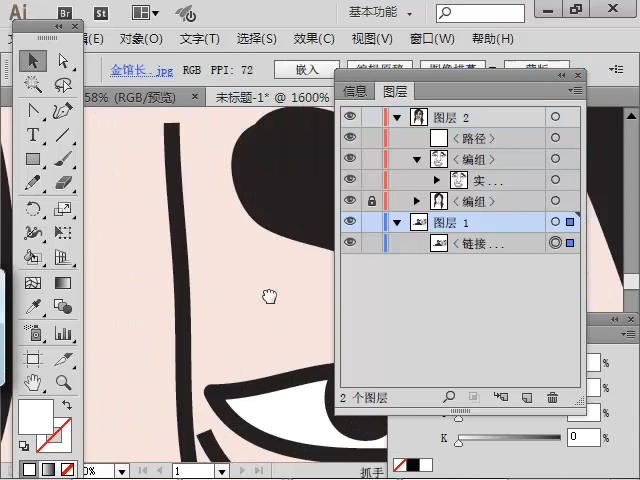 Ai Br St 基本功能
(E) 对象(O) 文字(T) 选择(S) 效果(C) 视图(V) 窗口(W) 帮助(H)
金馆长.jpg RGB PPI: 72 嵌入
58% (RGB/预览) × 未标题-1* @ 1600%
信息 图层
图层 2
<路径>
<编组>
实...
<编组>
图层 1
<链接...
2 个图层
%
%
%
K 0 %
0% 1 抓手